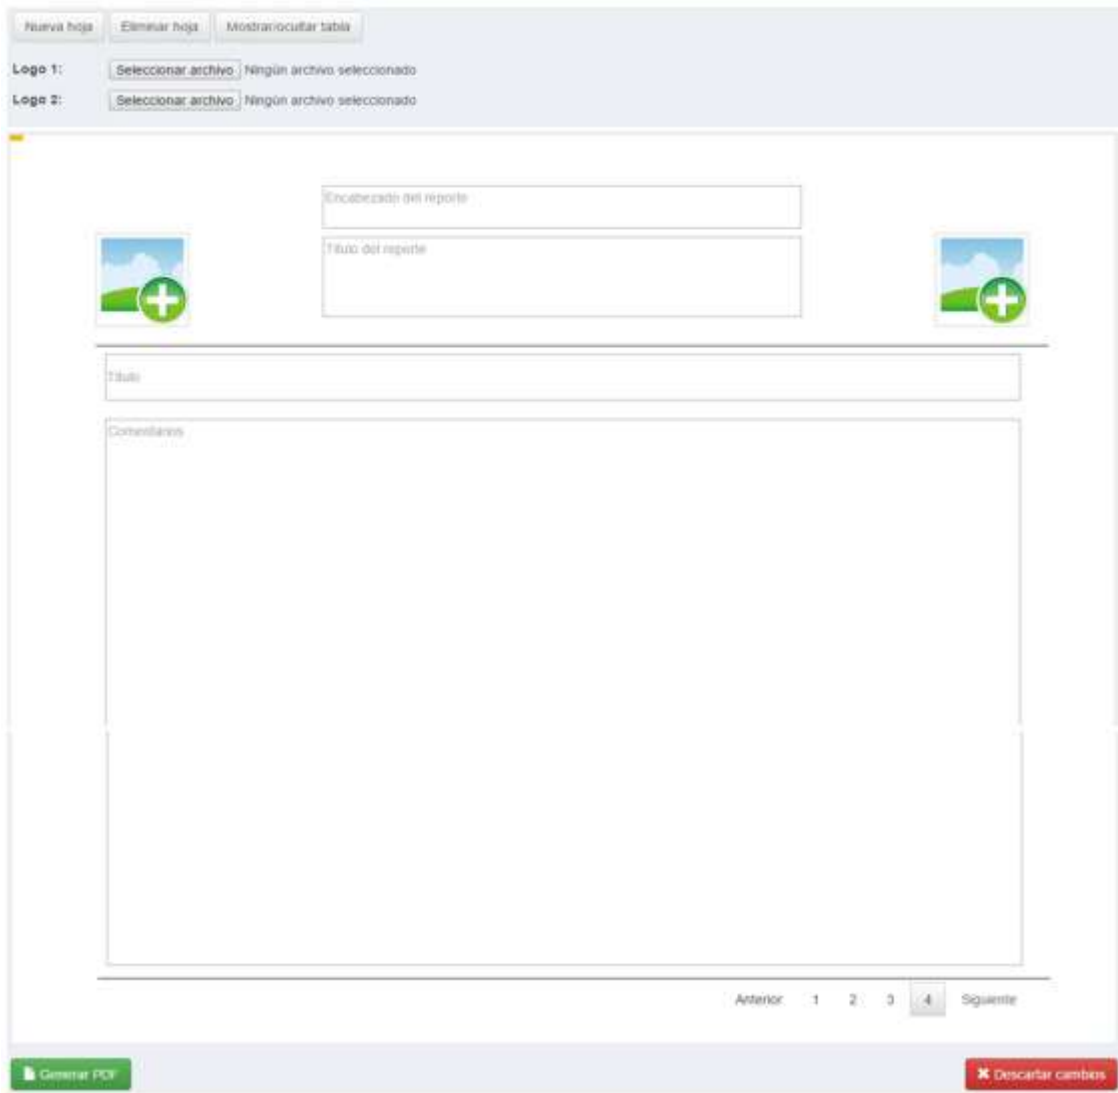 Nueva hoja Eliminar hoja Mostrar/ocultar tabla
Logo 1: Seleccionar archivo Ningún archivo seleccionado
Logo 2: Seleccionar archivo Ningún archivo seleccionado
Encabezado del reporte
Título del reporte
Título
Comentarios
Anterior 1 2 3 4 Siguiente
Generar PDF Descartar cambios